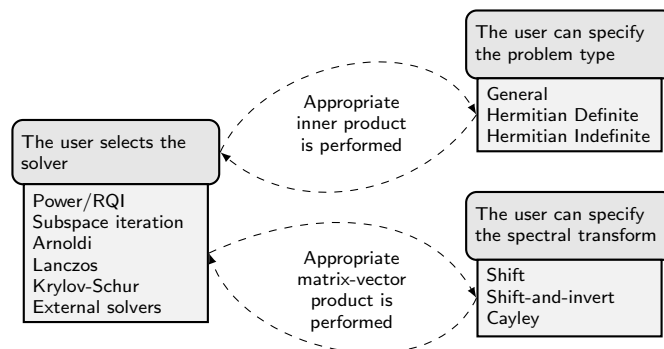 The user can specify
the problem type
General
Hermitian Definite
Hermitian Indefinite
Appropriate
inner product
is performed
The user selects the
solver
Power/RQI
Subspace iteration
Arnoldi
Lanczos
Krylov-Schur
External solvers
Appropriate
matrix-vector
product is
performed
The user can specify
the spectral transform
Shift
Shift-and-invert
Cayley